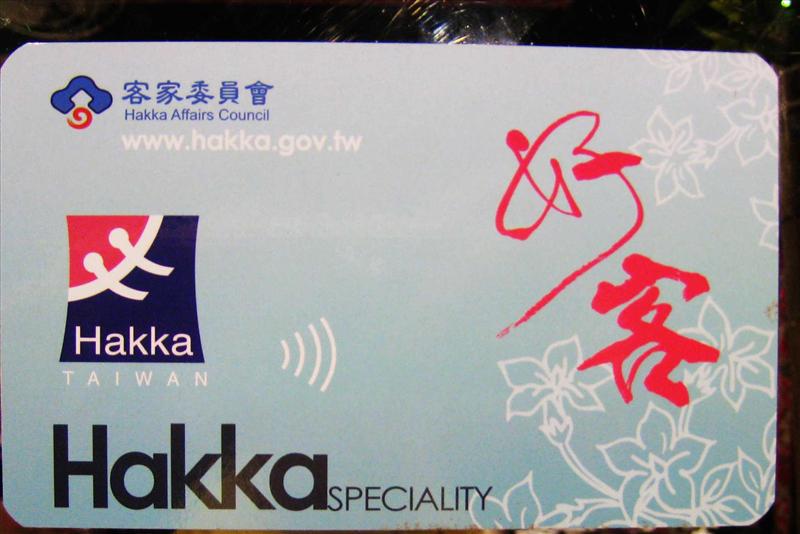 客家委員會
Hakka Affairs Council
www.hakka.gov.tw
好客
Hakka
TAIWAN
Hakka SPECIALITY